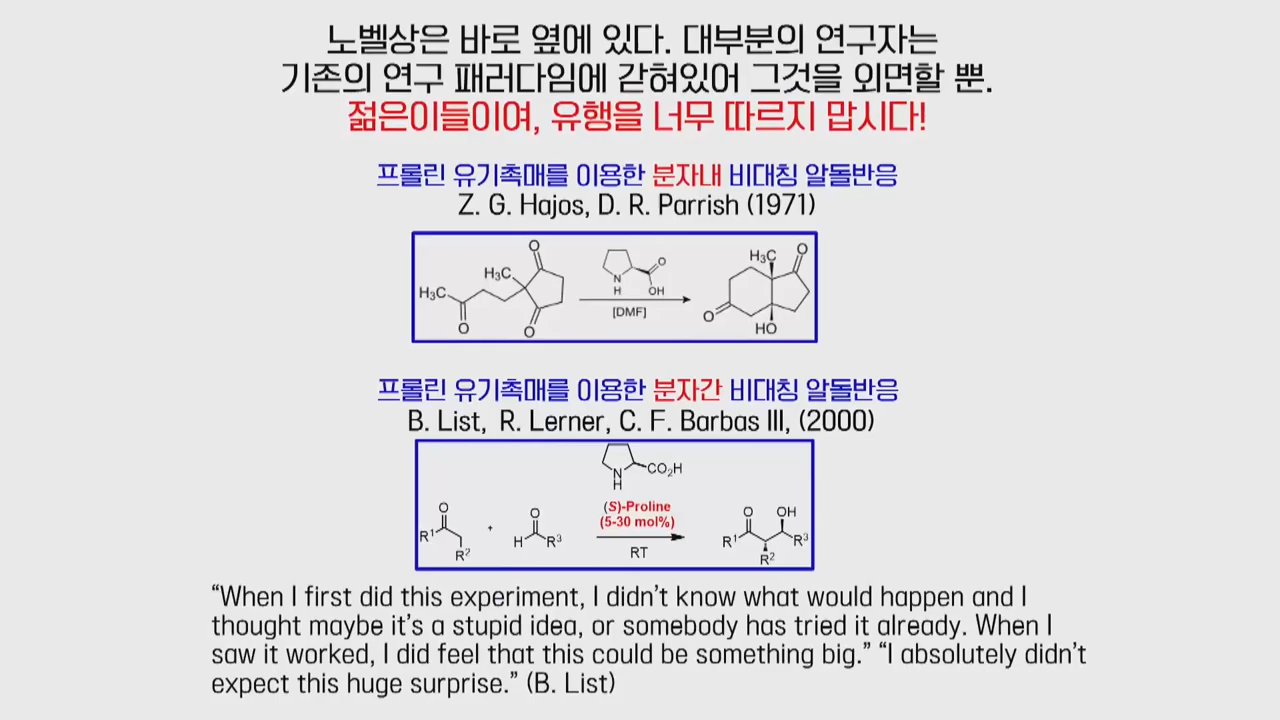 노벨상은 바로 옆에 있다. 대부분의 연구자는
기존의 연구 패러다임에 갇혀있어 그것을 외면할 뿐.
젊은이들이여, 유행을 너무 따르지 맙시다!
프롤린 유기촉매를 이용한 분자내 비대칭 알돌반응
Z. G. Hajos, D. R. Parrish (1971)
H₃C
O
H₃C
O
O
N
H
O
OH
[DMF]
H₃C
O
O
HO
프롤린 유기촉매를 이용한 분자간 비대칭 알돌반응
B. List, R. Lerner, C. F. Barbas III, (2000)
N
H
CO₂H
O
R¹
R²
+
O
H
R³
(S)-Proline
(5-30 mol%)
RT
O
OH
R¹
R³
R²
“When I first did this experiment, I didn’t know what would happen and I
thought maybe it’s a stupid idea, or somebody has tried it already. When I
saw it worked, I did feel that this could be something big.” “I absolutely didn’t
expect this huge surprise.” (B. List)